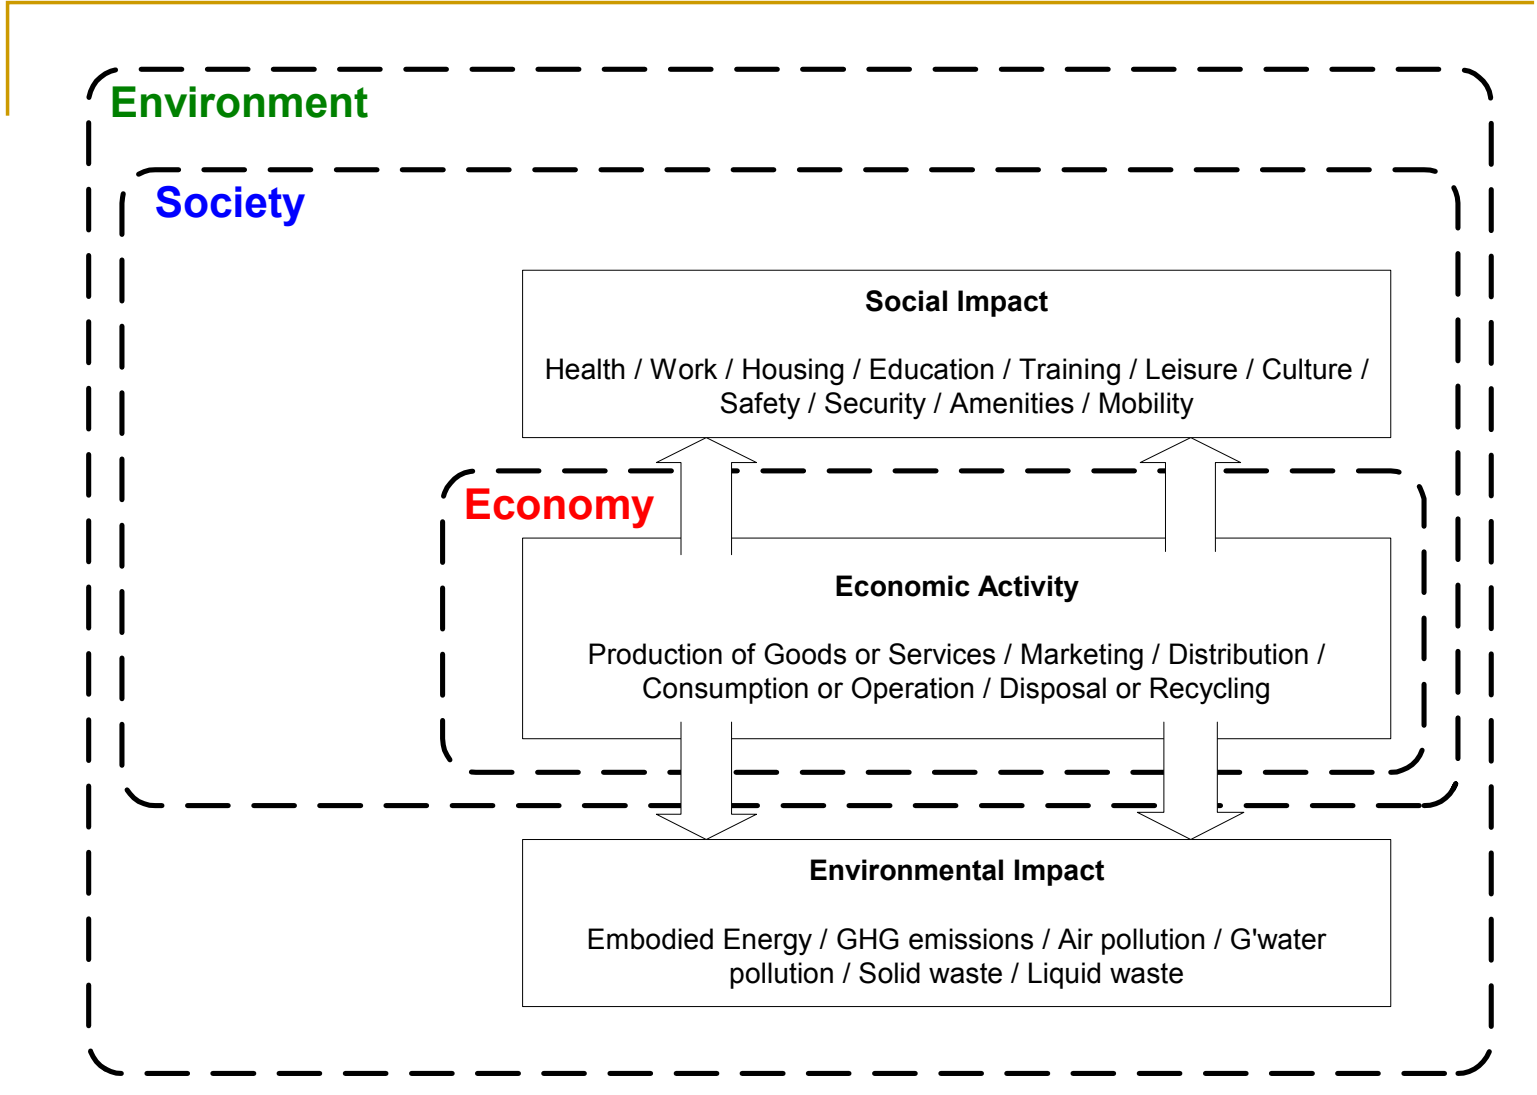 Environment
Society
Social Impact
Health / Work / Housing / Education / Training / Leisure / Culture /
Safety / Security / Amenities / Mobility
Economy
Economic Activity
Production of Goods or Services / Marketing / Distribution /
Consumption or Operation / Disposal or Recycling
Environmental Impact
Embodied Energy / GHG emissions / Air pollution / G'water
pollution / Solid waste / Liquid waste